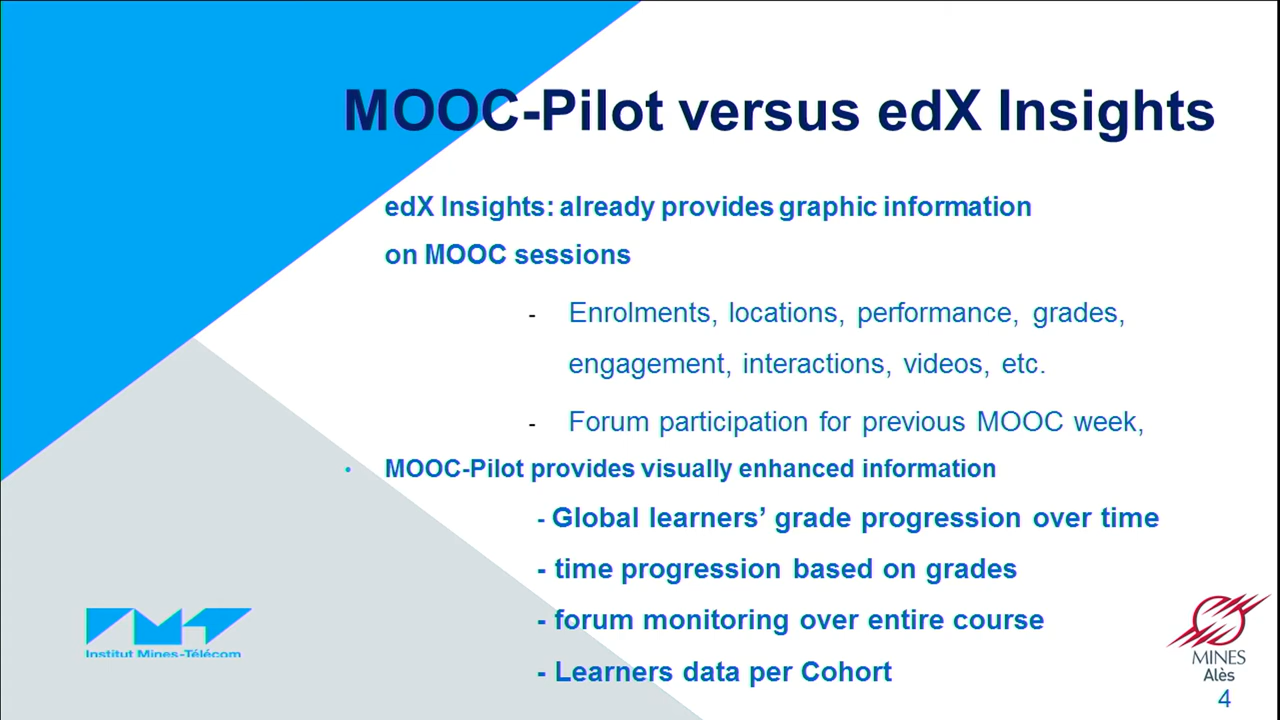 MOOC-Pilot versus edX Insights
edX Insights: already provides graphic information
on MOOC sessions
- Enrolments, locations, performance, grades,
engagement, interactions, videos, etc.
- Forum participation for previous MOOC week,
• MOOC-Pilot provides visually enhanced information
- Global learners’ grade progression over time
- time progression based on grades
- forum monitoring over entire course
- Learners data per Cohort
Institut Mines-Télécom
MINES
Alès
4